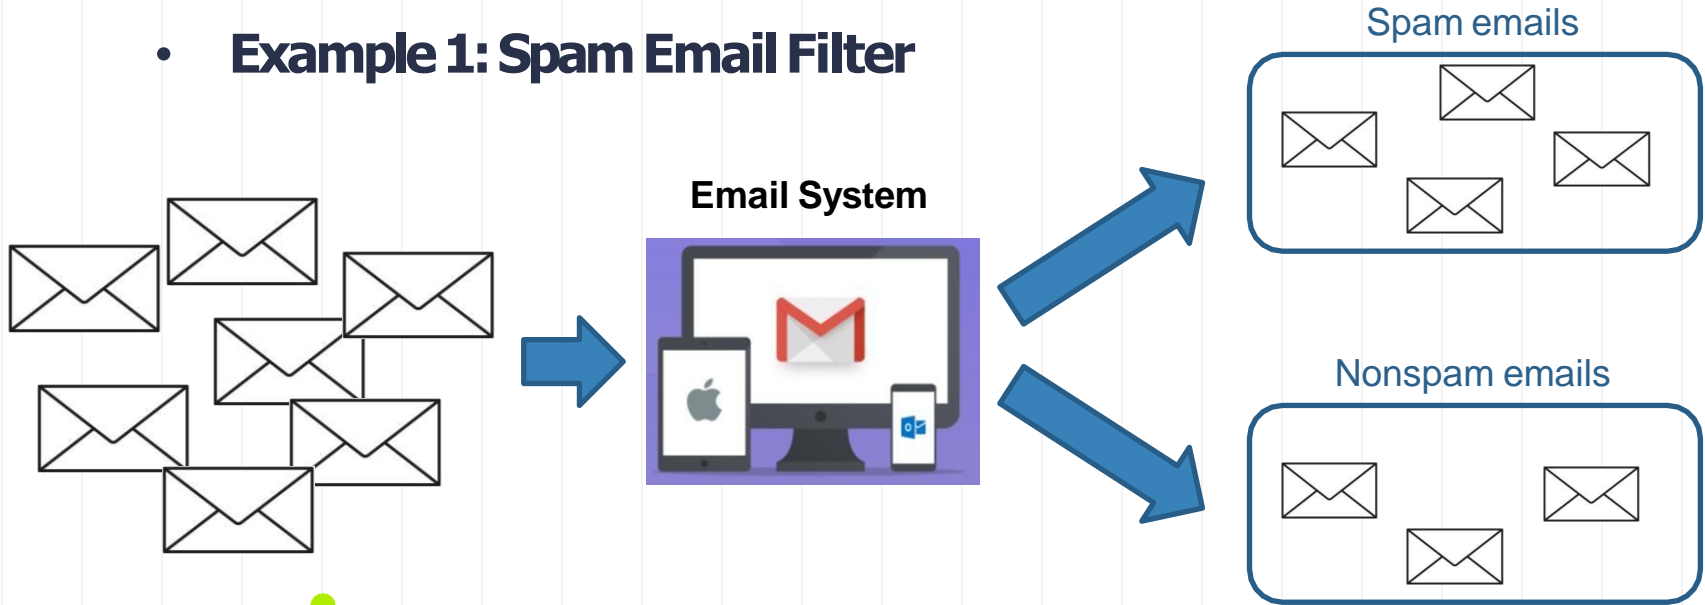 • Example 1: Spam Email Filter
Spam emails
Email System
Nonspam emails